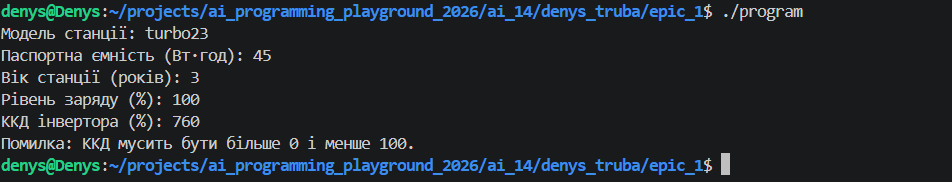 denys@Denys:~/projects/ai_programming_playground_2026/ai_14/denys_truba/epic_1$ ./program
Модель станції: turbo23
Паспортна ємність (Вт·год): 45
Вік станції (років): 3
Рівень заряду (%): 100
ККД інвертора (%): 760
Помилка: ККД мусить бути більше 0 і менше 100.
denys@Denys:~/projects/ai_programming_playground_2026/ai_14/denys_truba/epic_1$